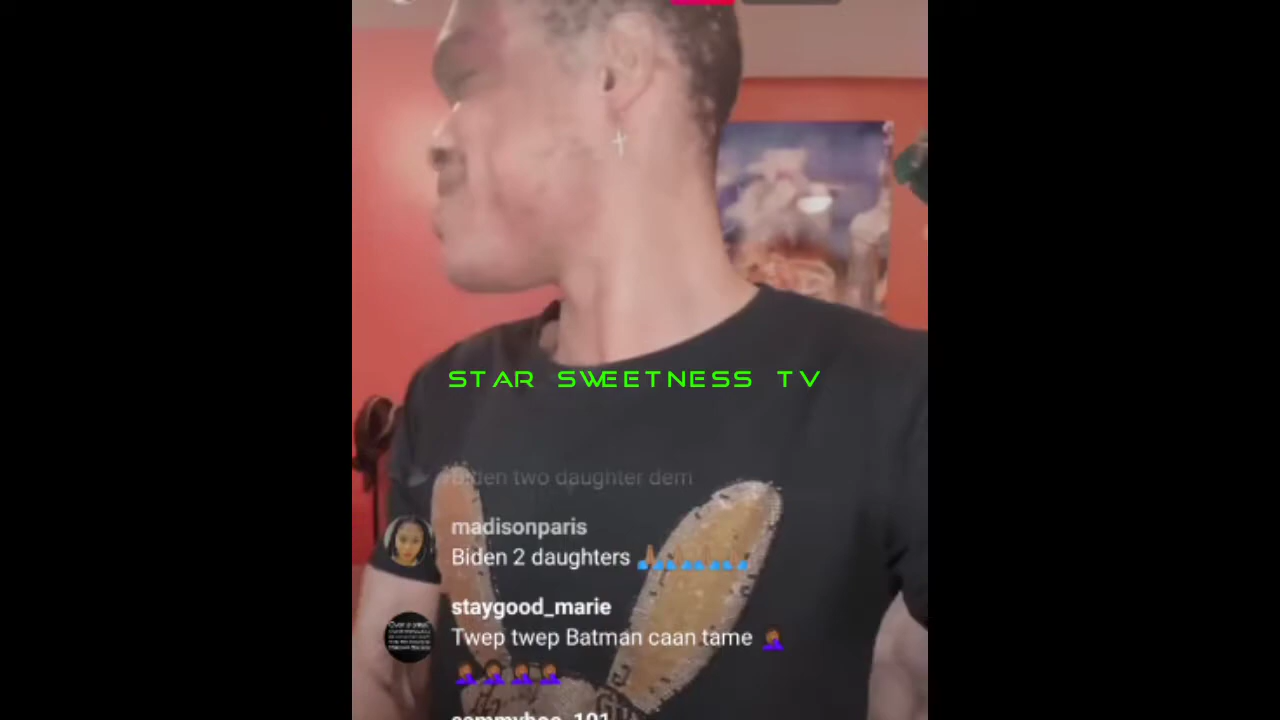 STAR SWEETNESS TV
Biden two daughter dem
madisonparis
Biden 2 daughters 🙏🏾🙏🏾🙏🏾🙏🏾
staygood_marie
Twep twep Batman caan tame 🤦🏾‍♀️
🤦🏾‍♀️🤦🏾‍♀️🤦🏾‍♀️🤦🏾‍♀️